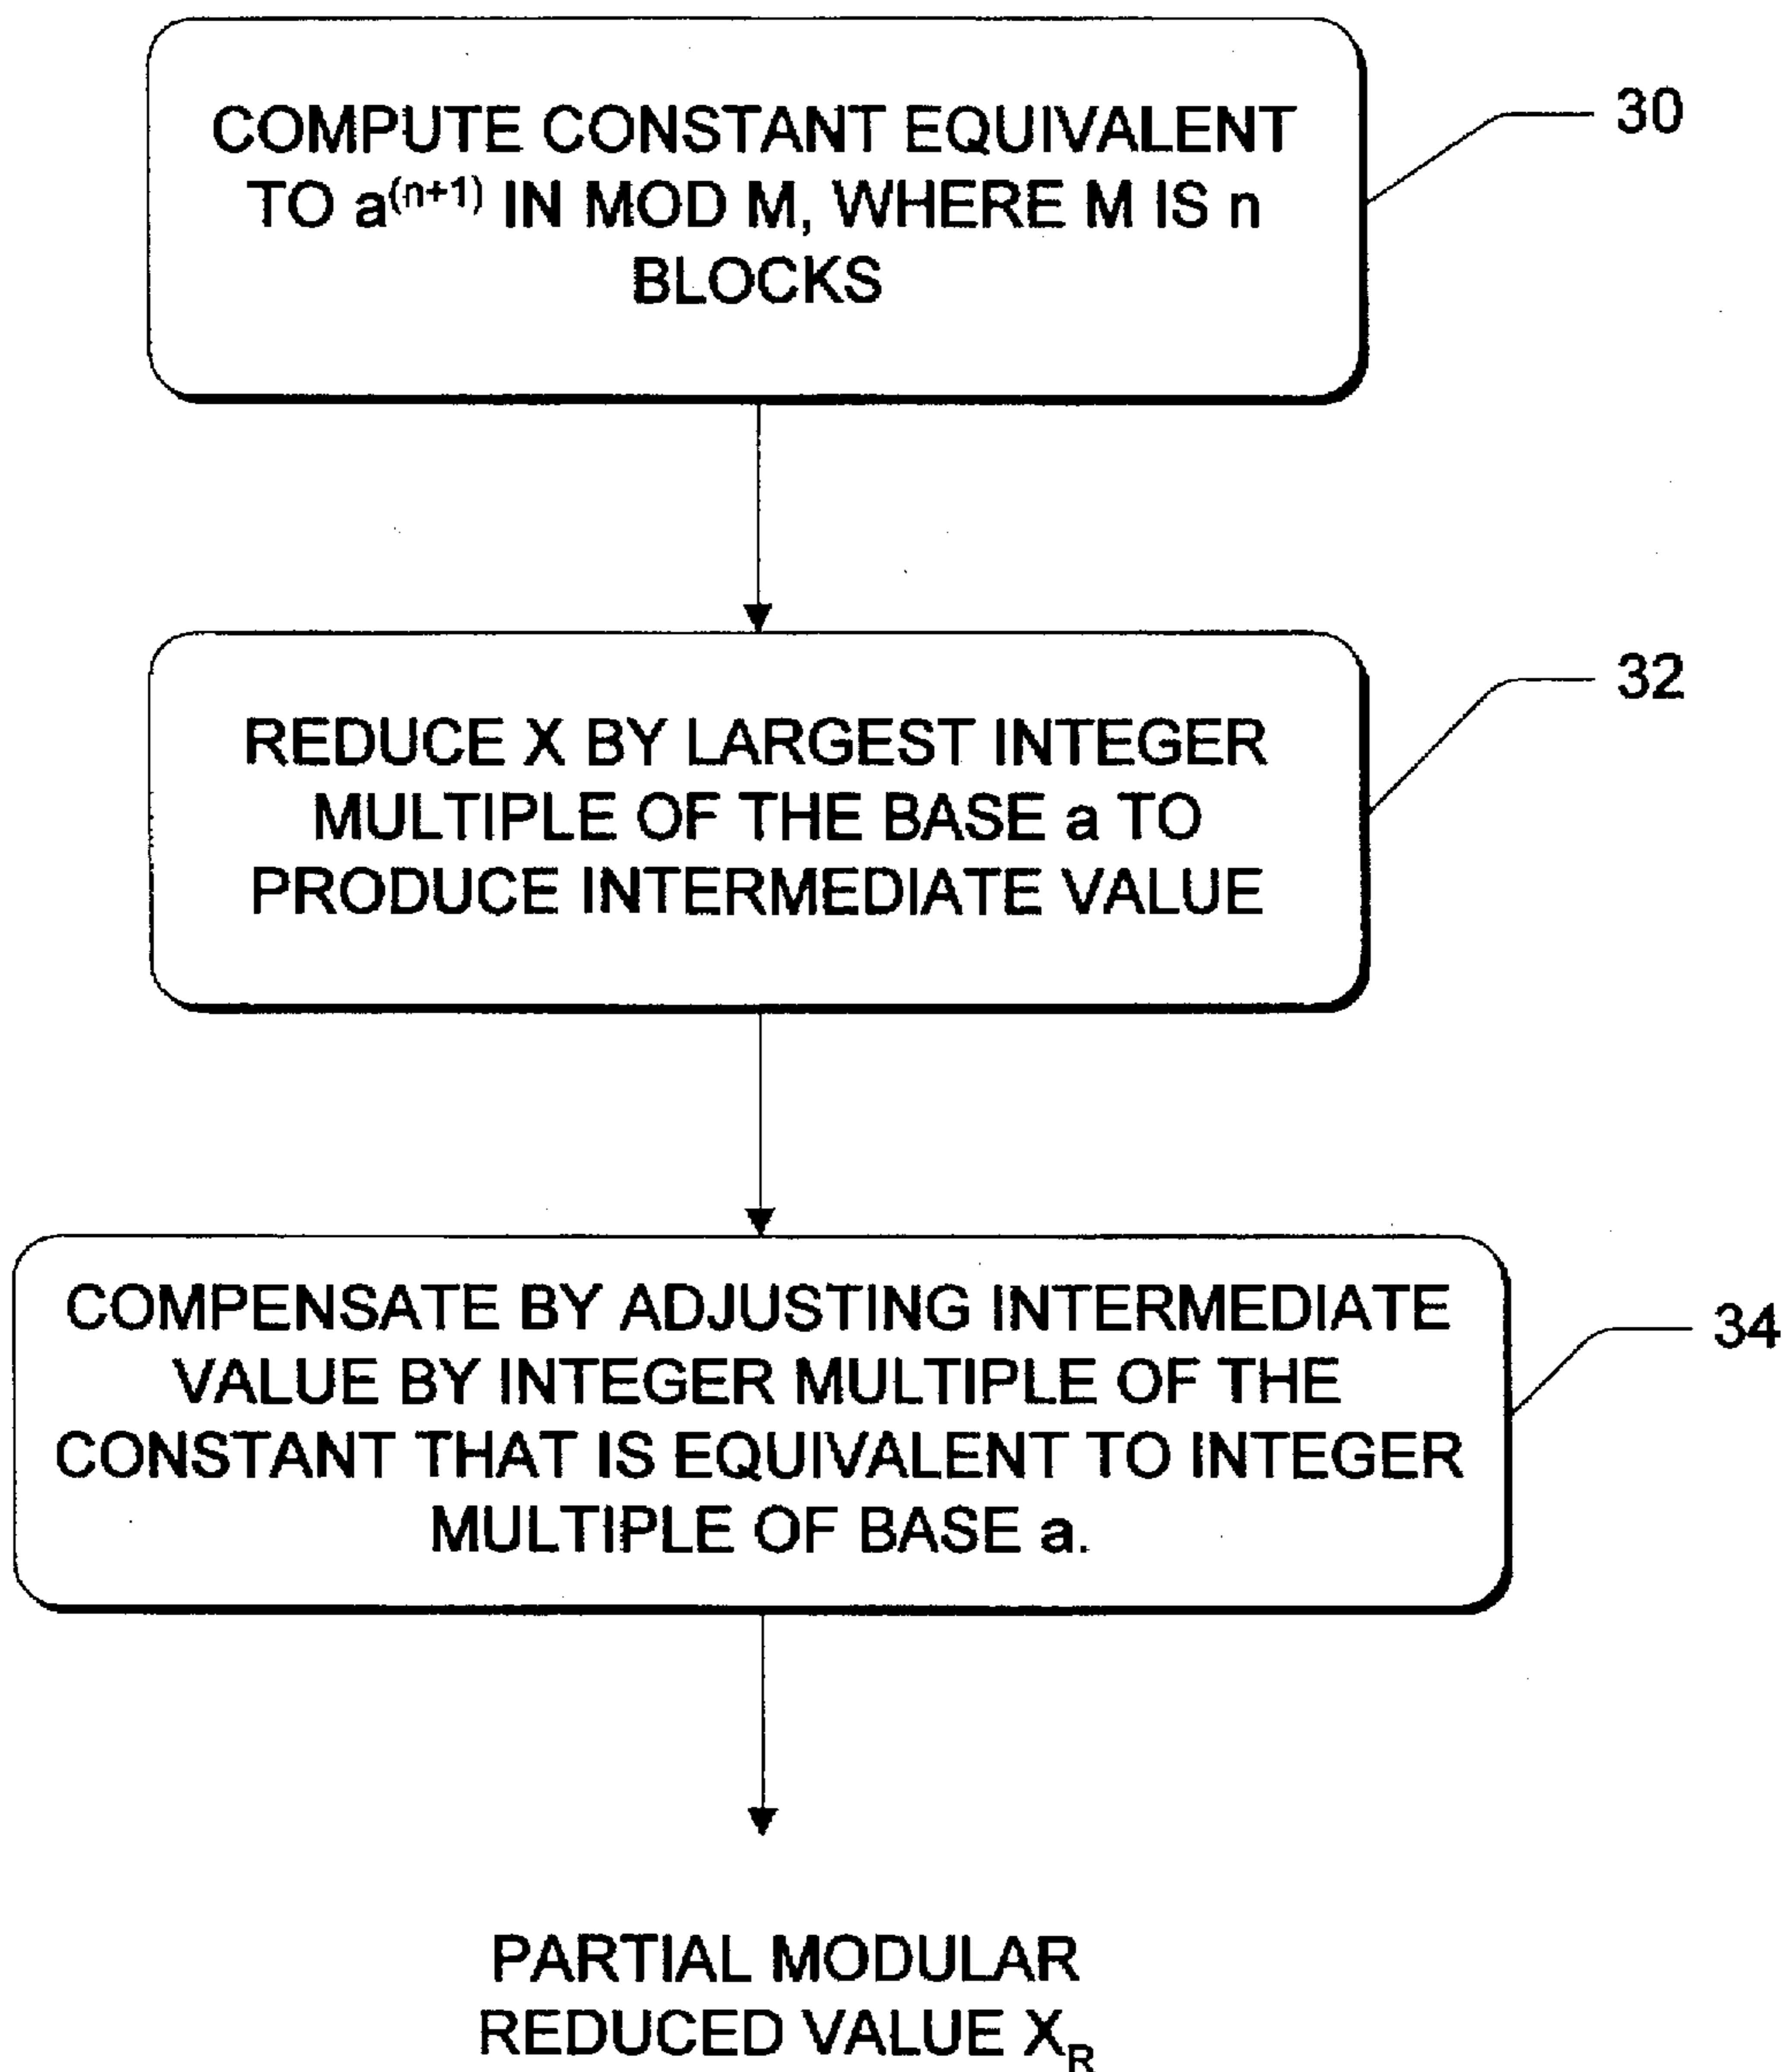 COMPUTE CONSTANT EQUIVALENT
TO a^(n+1) IN MOD M, WHERE M IS n
BLOCKS
30
REDUCE X BY LARGEST INTEGER
MULTIPLE OF THE BASE a TO
PRODUCE INTERMEDIATE VALUE
32
COMPENSATE BY ADJUSTING INTERMEDIATE
VALUE BY INTEGER MULTIPLE OF THE
CONSTANT THAT IS EQUIVALENT TO INTEGER
MULTIPLE OF BASE a.
34
PARTIAL MODULAR
REDUCED VALUE X_R